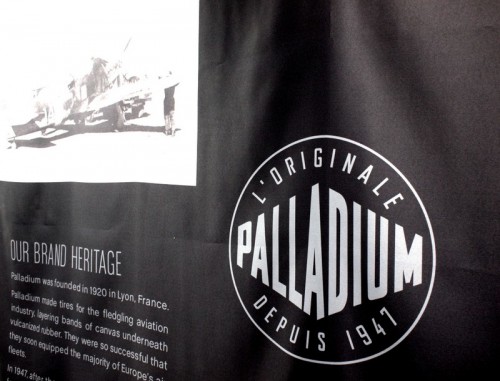 OUR BRAND HERITAGE
Palladium was founded in 1920 in Lyon, France.
Palladium made tires for the fledgling aviation
industry, layering bands of canvas underneath
vulcanized rubber. They were so successful that
they soon equipped the majority of Europe's
fleets.
In 1947, after
L'ORIGINALE
PALLADIUM
DEPUIS 1947